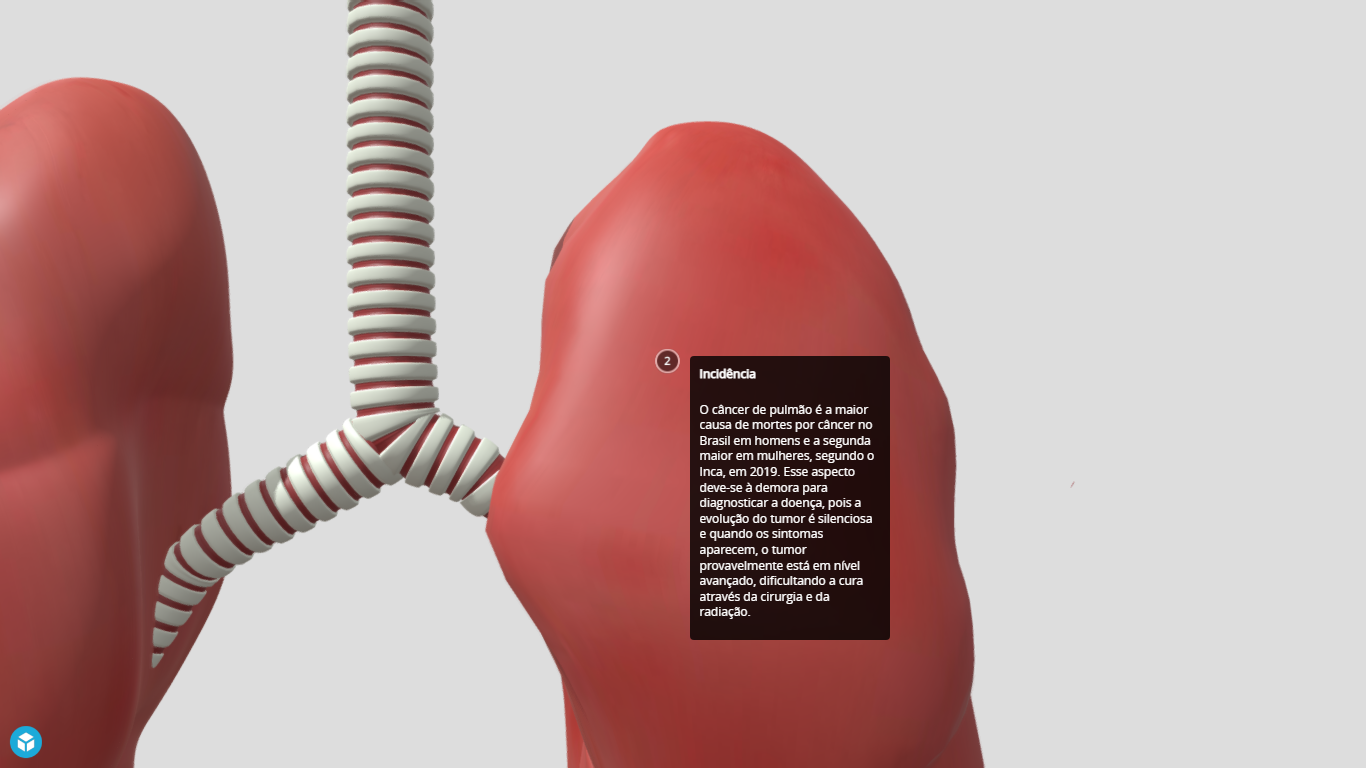 2
Incidência
O câncer de pulmão é a maior
causa de mortes por câncer no
Brasil em homens e a segunda
maior em mulheres, segundo o
Inca, em 2019. Esse aspecto
deve-se à demora para
diagnosticar a doença, pois a
evolução do tumor é silenciosa
e quando os sintomas
aparecem, o tumor
provavelmente está em nível
avançado, dificultando a cura
através da cirurgia e da
radiação.